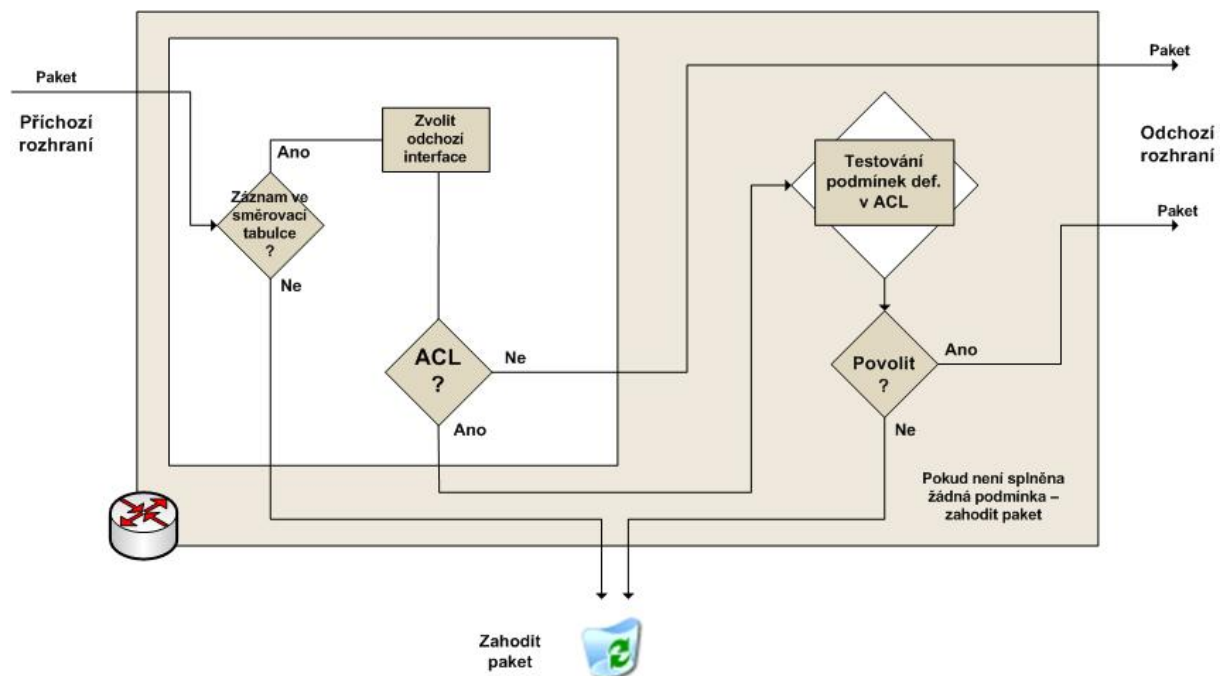 Paket
Příchozí
rozhraní
Ano
Zvolit
odchozí
interface
Záznam ve
směrovací
tabulce
?
Ne
ACL
?
Ne
Ano
Testování
podmínek def.
v ACL
Povolit
?
Ano
Ne
Paket
Odchozí
rozhraní
Paket
Pokud není splněna
žádná podmínka –
zahodit paket
Zahodit
paket